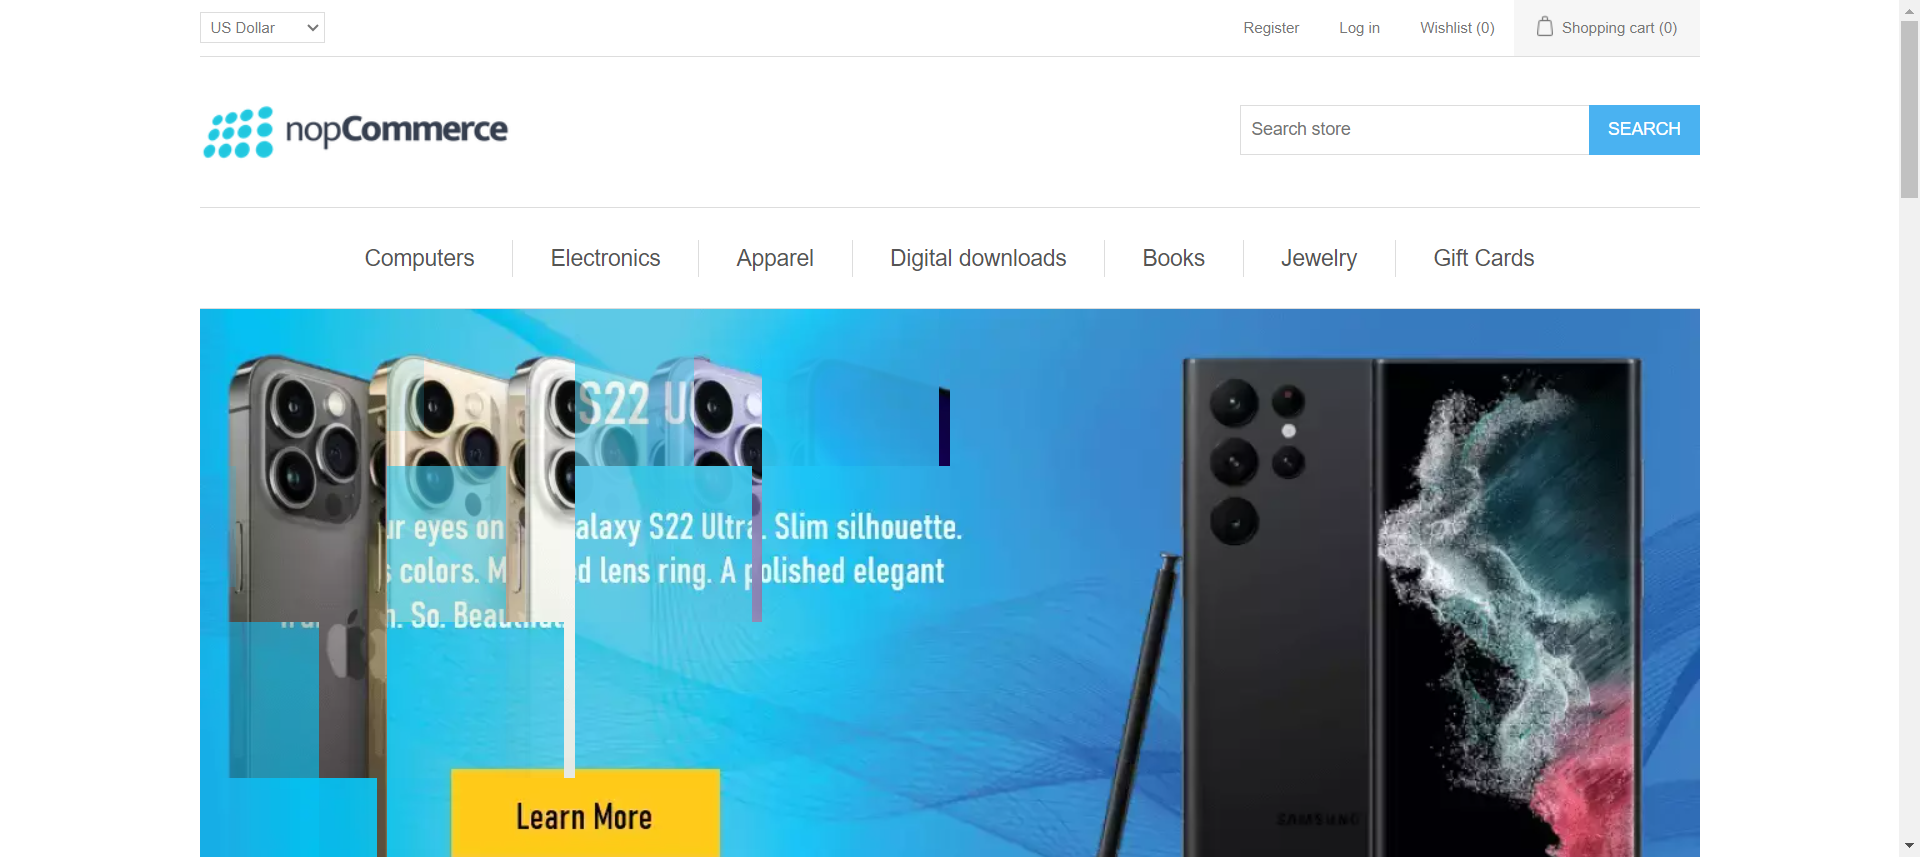 US Dollar
Register
Log in
Wishlist (0)
Shopping cart (0)
nopCommerce
Search store
SEARCH
Computers
Electronics
Apparel
Digital downloads
Books
Jewelry
Gift Cards
S22 U
eyes on alaxy S22 Ultra. Slim silhouette.
colors. M d lens ring. A polished elegant
So.
Learn More
SAMSUNG